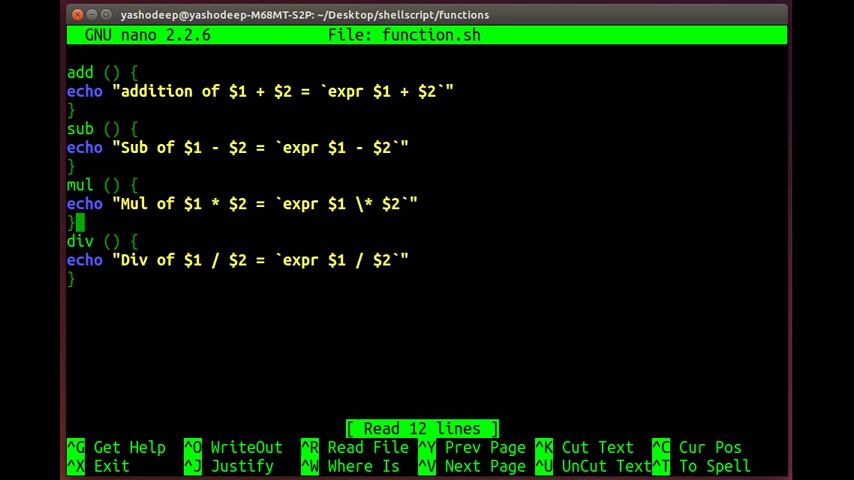 yashodeep@yashodeep-M68MT-S2P: ~/Desktop/shellscript/functions
GNU nano 2.2.6 File: function.sh
add () {
echo "addition of $1 + $2 = `expr $1 + $2`"
}
sub () {
echo "Sub of $1 - $2 = `expr $1 - $2`"
}
mul () {
echo "Mul of $1 * $2 = `expr $1 \* $2`"
}
div () {
echo "Div of $1 / $2 = `expr $1 / $2`"
}
[ Read 12 lines ]
^G Get Help ^O WriteOut ^R Read File ^Y Prev Page ^K Cut Text ^C Cur Pos
^X Exit ^J Justify ^W Where Is ^V Next Page ^U UnCut Text ^T To Spell